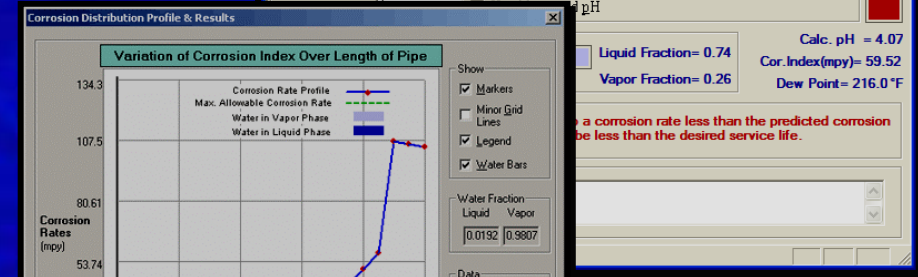 Corrosion Distribution Profile & Results
Variation of Corrosion Index Over Length of Pipe
134.3
107.5
80.61
53.74
Corrosion
Rates
(mpy)
Corrosion Rate Profile
Max. Allowable Corrosion Rate
Water in Vapor Phase
Water in Liquid Phase
Show
Markers
Minor Grid
Lines
Legend
Water Bars
Water Fraction
Liquid Vapor
0.0192 0.9807
Data
pH
Liquid Fraction= 0.74
Vapor Fraction= 0.26
Calc. pH = 4.07
Cor.Index(mpy)= 59.52
Dew Point= 216.0 °F
a corrosion rate less than the predicted corrosion
be less than the desired service life.